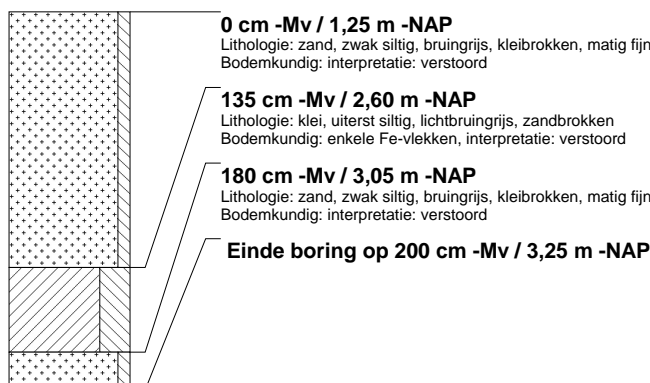 0 cm -Mv / 1,25 m -NAP
Lithologie: zand, zwak siltig, bruingrijs, kleibrokken, matig fijn
Bodemkundig: interpretatie: verstoord
135 cm -Mv / 2,60 m -NAP
Lithologie: klei, uiterst siltig, lichtbruingrijs, zandbrokken
Bodemkundig: enkele Fe-vlekken, interpretatie: verstoord
180 cm -Mv / 3,05 m -NAP
Lithologie: zand, zwak siltig, bruingrijs, kleibrokken, matig fijn
Bodemkundig: interpretatie: verstoord
Einde boring op 200 cm -Mv / 3,25 m -NAP